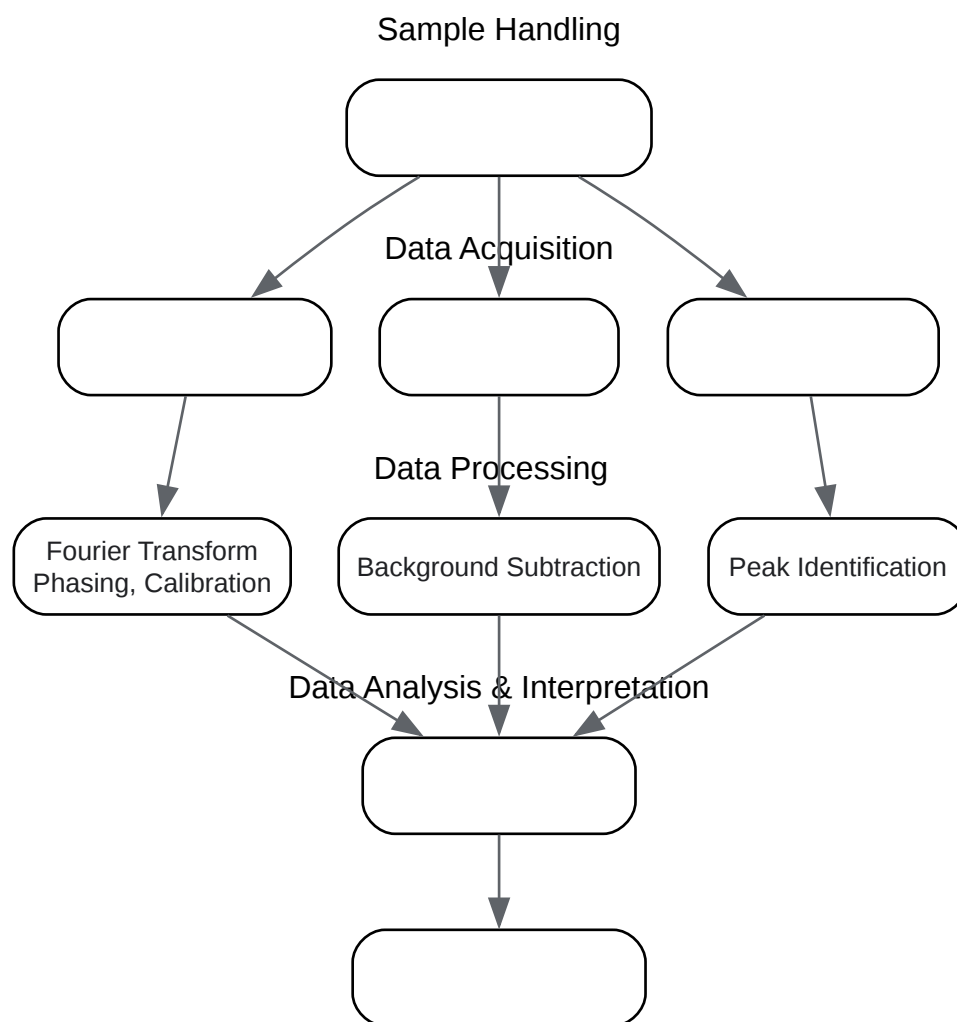 Sample Handling
Data Acquisition
Data Processing
Fourier Transform
Phasing, Calibration
Background Subtraction
Peak Identification
Data Analysis & Interpretation